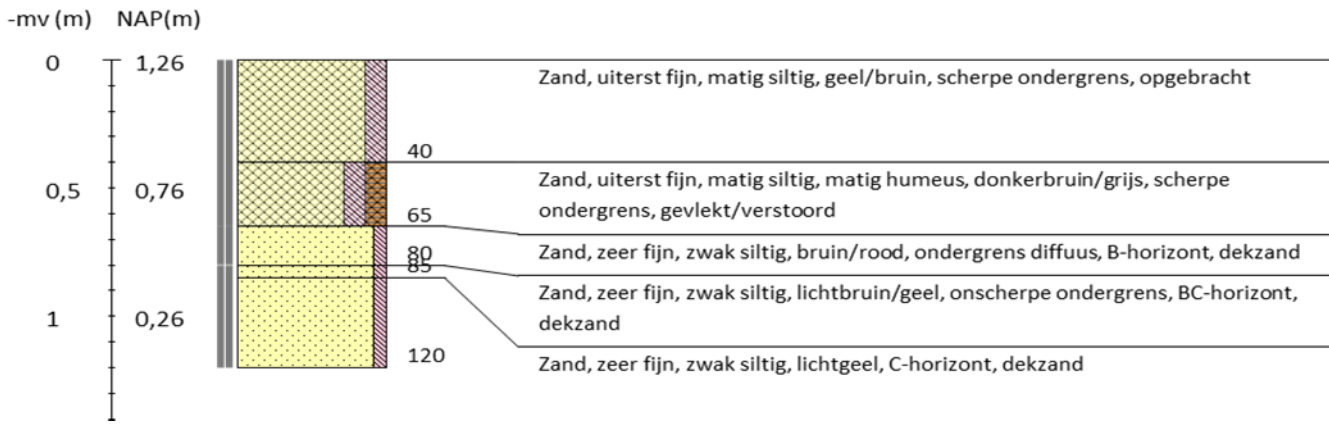 -mv (m) NAP(m)
0 1,26
Zand, uiterst fijn, matig siltig, geel/bruin, scherpe ondergrens, opgebracht
40
0,5 0,76
Zand, uiterst fijn, matig siltig, matig humeus, donkerbruin/grijs, scherpe
ondergrens, gevlekt/verstoord
65
80
Zand, zeer fijn, zwak siltig, bruin/rood, ondergrens diffuus, B-horizont, dekzand
85
Zand, zeer fijn, zwak siltig, lichtbruin/geel, onscherpe ondergrens, BC-horizont,
dekzand
1 0,26
120
Zand, zeer fijn, zwak siltig, lichtgeel, C-horizont, dekzand